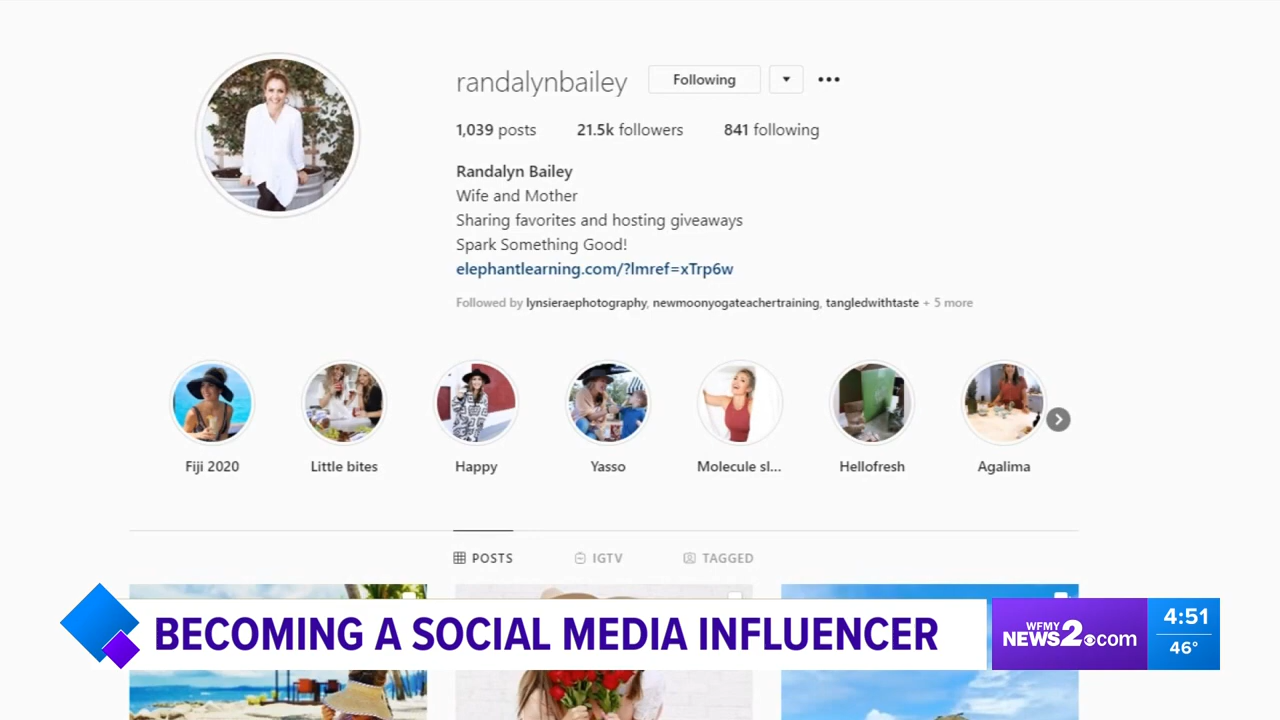 randalynbailey Following
1,039 posts 21.5k followers 841 following
Randalyn Bailey
Wife and Mother
Sharing favorites and hosting giveaways
Spark Something Good!
elephantlearning.com/?lmref=xTrp6w
Followed by lynsieraephotography, newmoonyogateachertraining, tangledwithtaste + 5 more
Fiji 2020 Little bites Happy Yasso Molecule sl... Hellofresh Agalima
POSTS IGTV TAGGED
BECOMING A SOCIAL MEDIA INFLUENCER
WFMY
NEWS 2 .com
4:51
46°